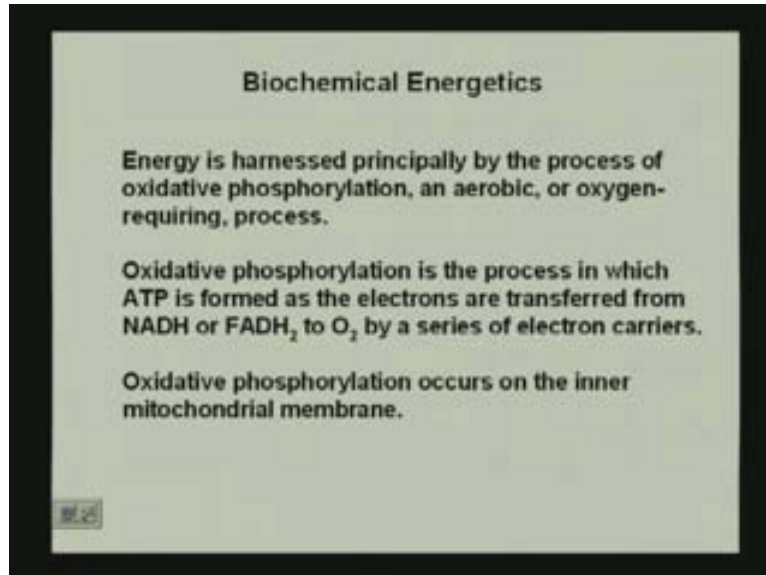 Biochemical Energetics
Energy is harnessed principally by the process of
oxidative phosphorylation, an aerobic, or oxygen-
requiring, process.
Oxidative phosphorylation is the process in which
ATP is formed as the electrons are transferred from
NADH or FADH₂ to O₂ by a series of electron carriers.
Oxidative phosphorylation occurs on the inner
mitochondrial membrane.